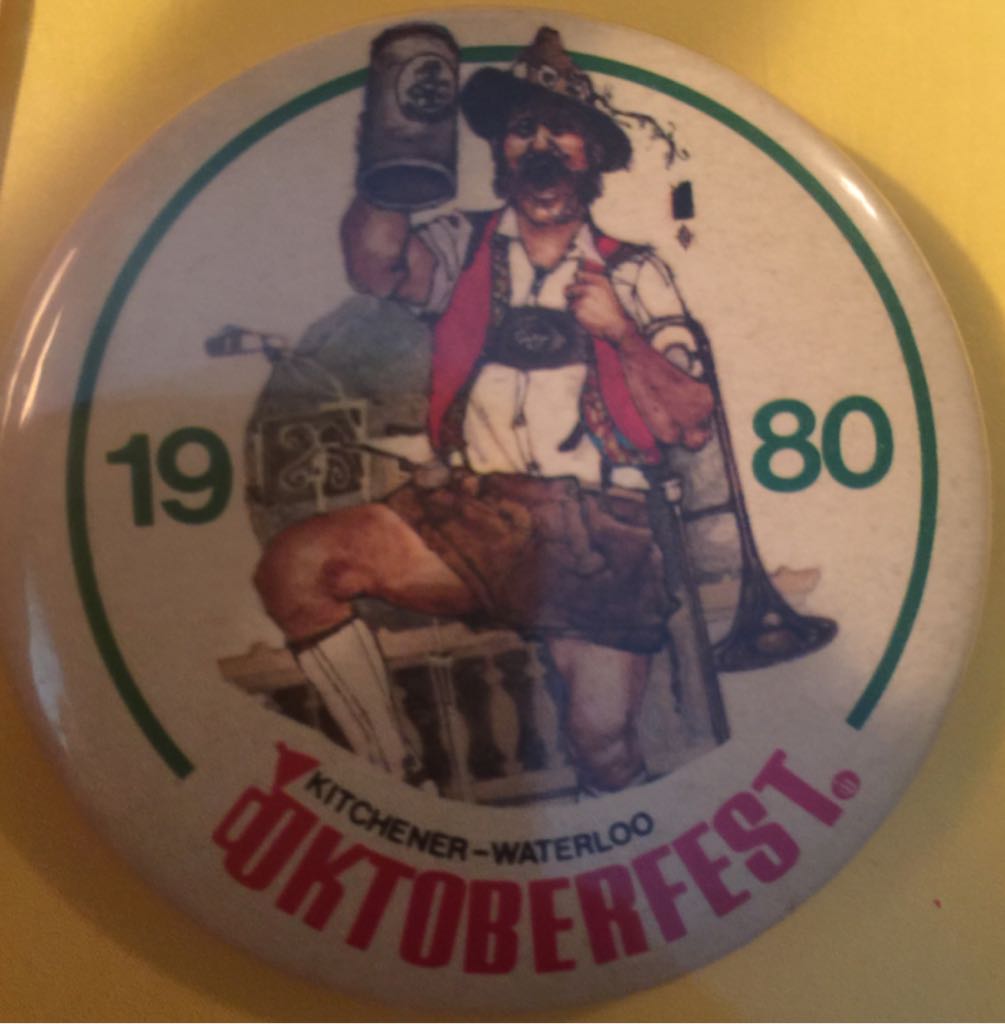 19 80
KITCHENER-WATERLOO
OKTOBERFEST.